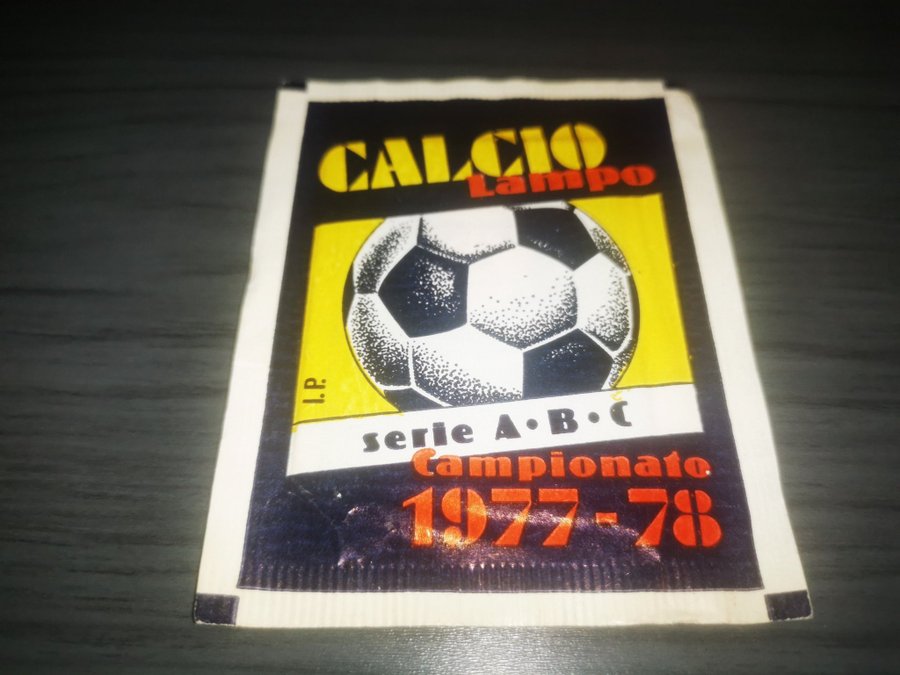 CALCIO
Lampo
I.P.
serie A•B•C
Campionato
1977-78